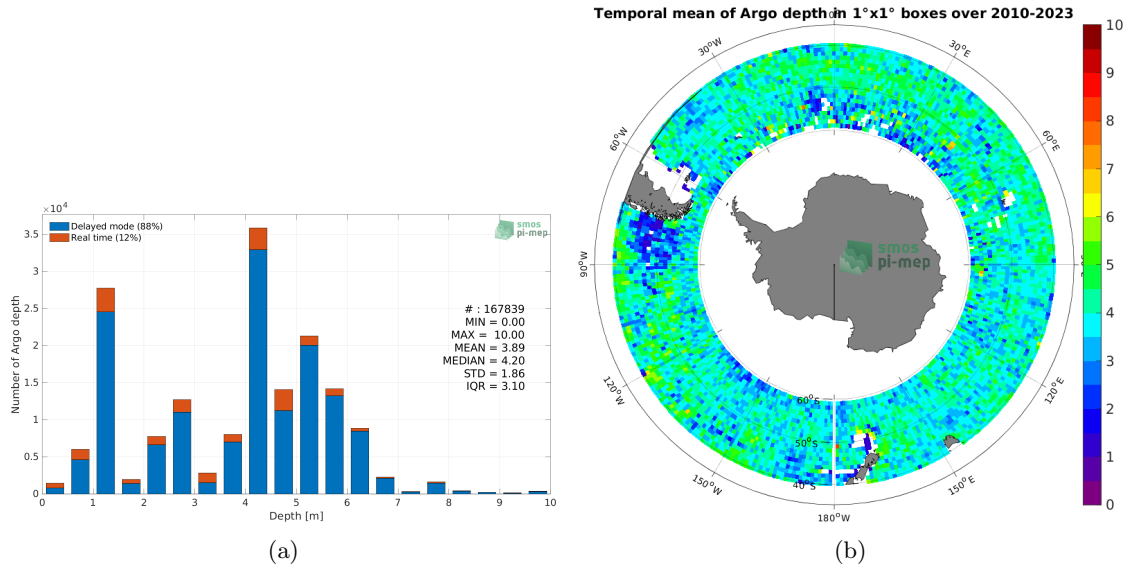 ×10⁴
3.5
3
2.5
2
1.5
1
0.5
0
Number of Argo depth
Delayed mode (88%)
Real time (12%)
smos
pi-mep
# : 167839
MIN = 0.00
MAX = 10.00
MEAN = 3.89
MEDIAN = 4.20
STD = 1.86
IQR = 3.10
0 1 2 3 4 5 6 7 8 9 10
Depth [m]
(a)
Temporal mean of Argo depth in 1°x1° boxes over 2010-2023
30°W
30°E
60°W
60°E
90°W
120°W
120°E
150°W
150°E
180°W
60°S
50°S
40°S
smos
pi-mep
10
9
8
7
6
5
4
3
2
1
0
(b)